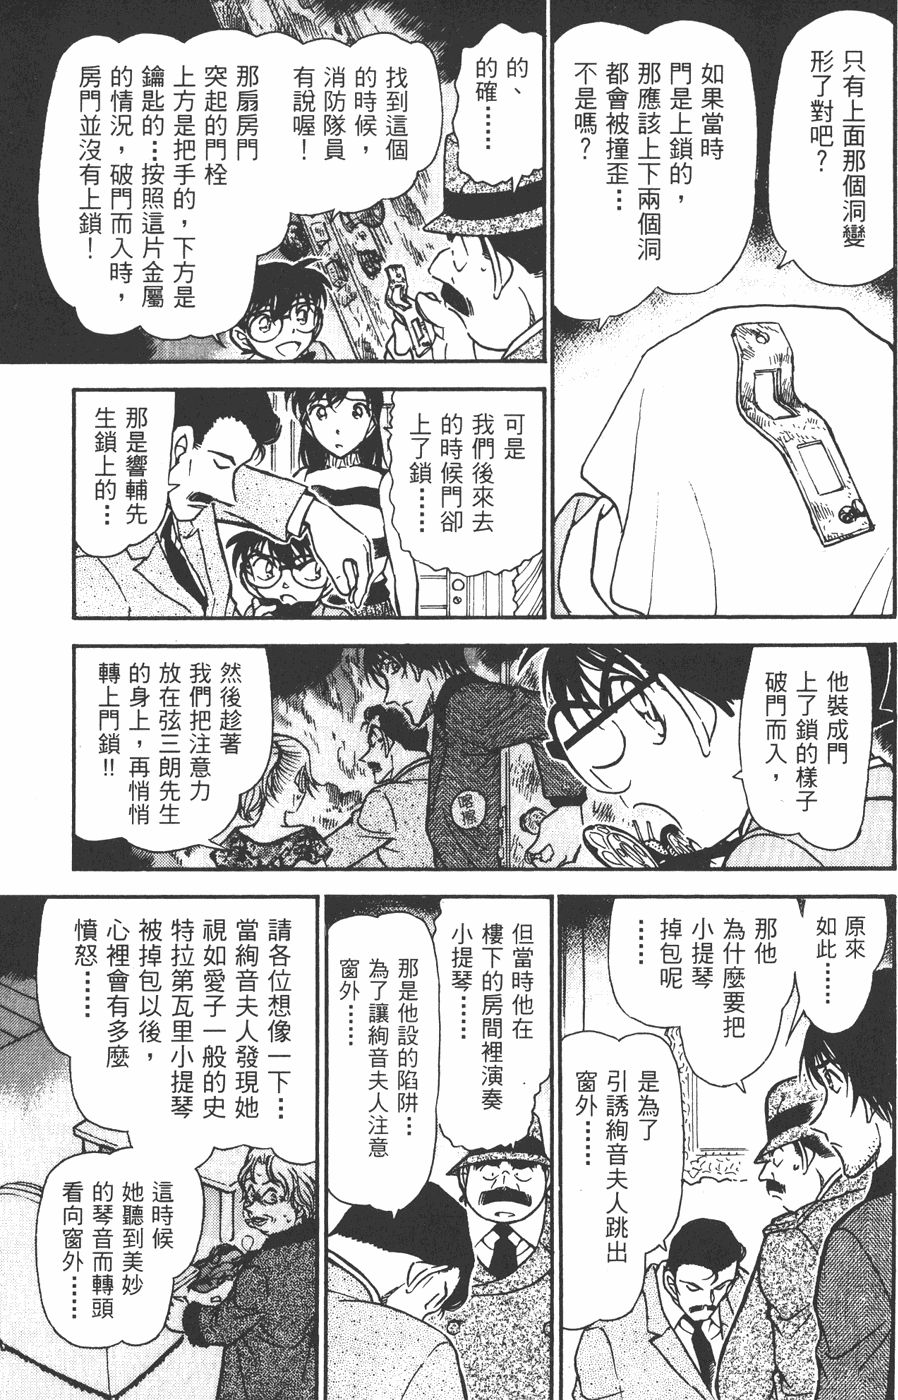 只有上面那個洞變
形了對吧?
如果當時
門是上鎖的,
那應該上下兩個洞
都會被撞歪…
不是嗎?
的、
的確……
找到這個
的時候,
消防隊員
有說喔!
那扇房門
突起的門栓
上方是把手的,下方是
鑰匙的…按照這片金屬
的情況,破門而入時,
房門並沒有上鎖!
可是
我們後來去
的時候門卻
上了鎖……
那是響輔先
生鎖上的…
他裝成門
上了鎖的樣子
破門而入,
喀擦
然後趁著
我們把注意力
放在弦三朗先生
的身上,再悄悄
轉上門鎖!!
原來
如此……
那他
為什麼要把
小提琴
掉包呢
……
是為了
引誘絢音夫人跳出
窗外……
但當時他在
樓下的房間裡演奏
小提琴……
那是他設的陷阱…
為了讓絢音夫人注意
窗外……
請各位想像一下…
當絢音夫人發現她
視如愛子一般的史
特拉第瓦里小提琴
被掉包以後,
心裡會有多麼
憤怒……
這時候
她聽到美妙
的琴音而轉頭
看向窗外……